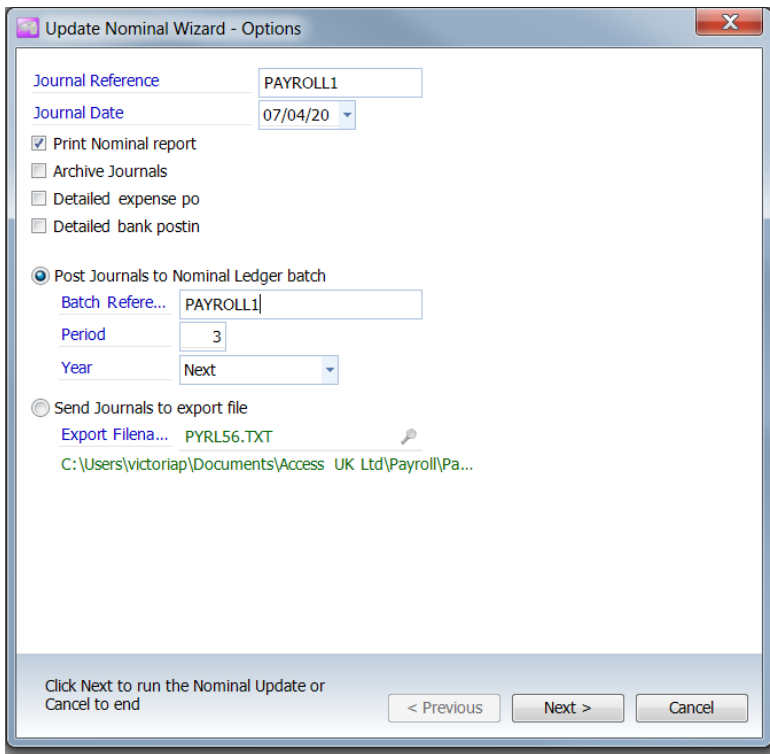 Update Nominal Wizard - Options
X
Journal Reference PAYROLL1
Journal Date 07/04/20
Print Nominal report
Archive Journals
Detailed expense po
Detailed bank postin
Post Journals to Nominal Ledger batch
Batch Refere... PAYROLL1
Period 3
Year Next
Send Journals to export file
Export Filena... PYRL56.TXT
C:\Users\victoriap\Documents\Access UK Ltd\Payroll\Pa...
Click Next to run the Nominal Update or
Cancel to end
< Previous Next > Cancel